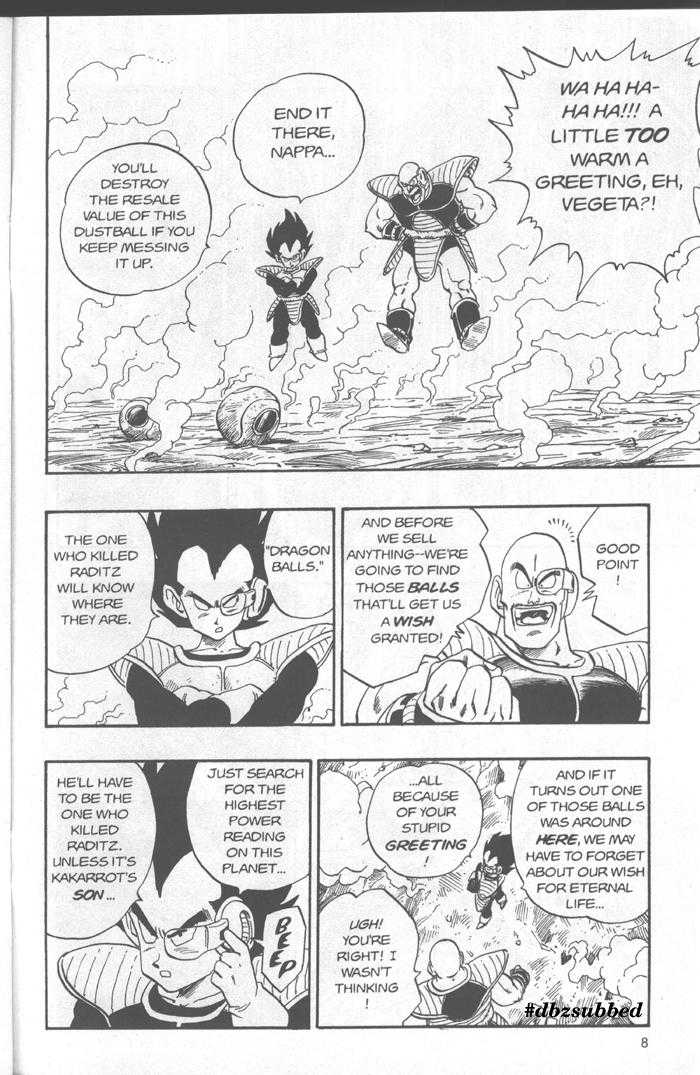 WA HA HA-
HA HA!!! A
LITTLE TOO
WARM A
GREETING, EH,
VEGETA?!
END IT
THERE,
NAPPA...
YOU'LL
DESTROY
THE RESALE
VALUE OF THIS
DUSTBALL IF YOU
KEEP MESSING
IT UP.
GOOD
POINT
!
AND BEFORE
WE SELL
ANYTHING--WE'RE
GOING TO FIND
THOSE BALLS
THAT'LL GET US
A WISH
GRANTED!
"DRAGON
BALLS."
THE ONE
WHO KILLED
RADITZ
WILL KNOW
WHERE
THEY ARE.
AND IF IT
TURNS OUT ONE
OF THOSE BALLS
WAS AROUND
HERE, WE MAY
HAVE TO FORGET
ABOUT OUR WISH
FOR ETERNAL
LIFE...
...ALL
BECAUSE
OF YOUR
STUPID
GREETING
!
UGH!
YOU'RE
RIGHT! I
WASN'T
THINKING
!
JUST SEARCH
FOR THE
HIGHEST
POWER
READING
ON THIS
PLANET...
HE'LL HAVE
TO BE THE
ONE WHO
KILLED
RADITZ.
UNLESS IT'S
KAKARROT'S
SON...
BEEP
#dbzsubbed
8